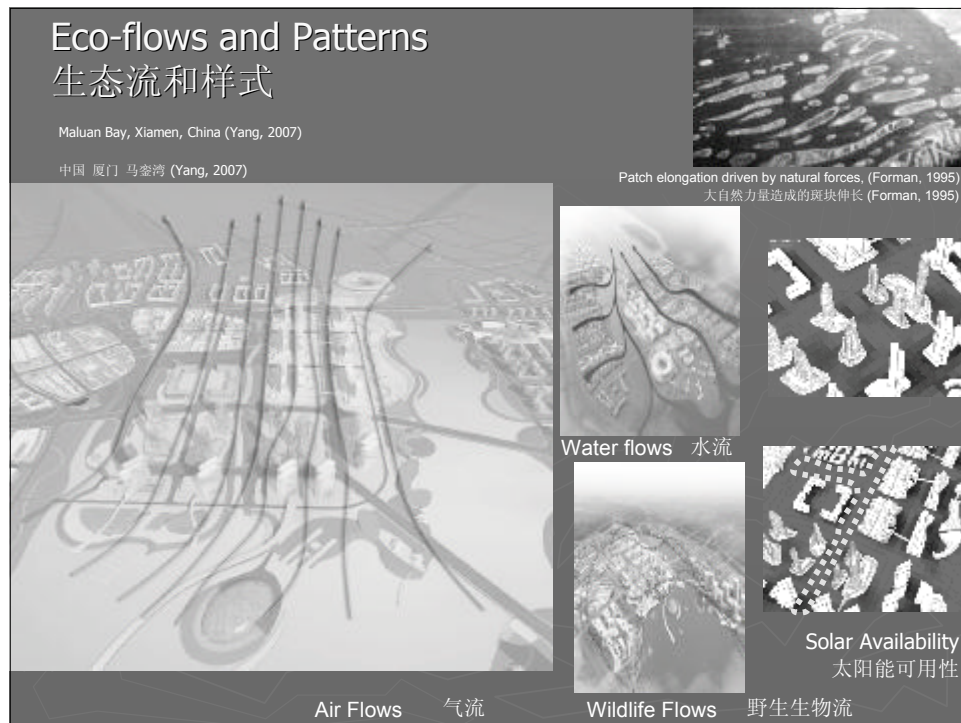 Eco-flows and Patterns
生态流和样式
Maluan Bay, Xiamen, China (Yang, 2007)
中国 厦门 马銮湾 (Yang, 2007)
Patch elongation driven by natural forces, (Forman, 1995)
大自然力量造成的斑块伸长 (Forman, 1995)
Water flows 水流
Solar Availability
太阳能可用性
Air Flows 气流
Wildlife Flows 野生生物流